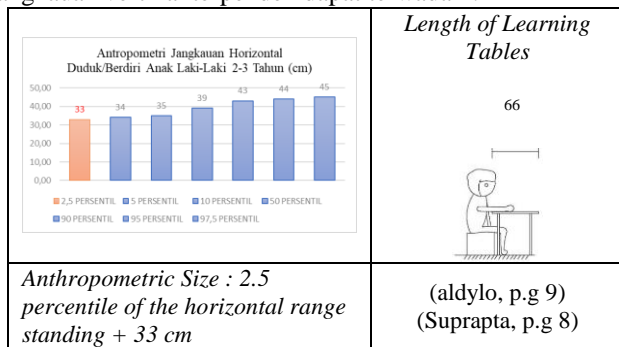 Antropometri Jangkauan Horizontal
Duduk/Berdiri Anak Laki-Laki 2-3 Tahun (cm)
50,00
40,00
30,00
20,00
10,00
0,00
33
34
35
39
43
44
45
2,5 PERSENTIL 5 PERSENTIL 10 PERSENTIL 50 PERSENTIL
90 PERSENTIL 95 PERSENTIL 97,5 PERSENTIL
Length of Learning
Tables
66
Anthropometric Size : 2.5
percentile of the horizontal range
standing + 33 cm
(aldylo, p.g 9)
(Suprapta, p.g 8)